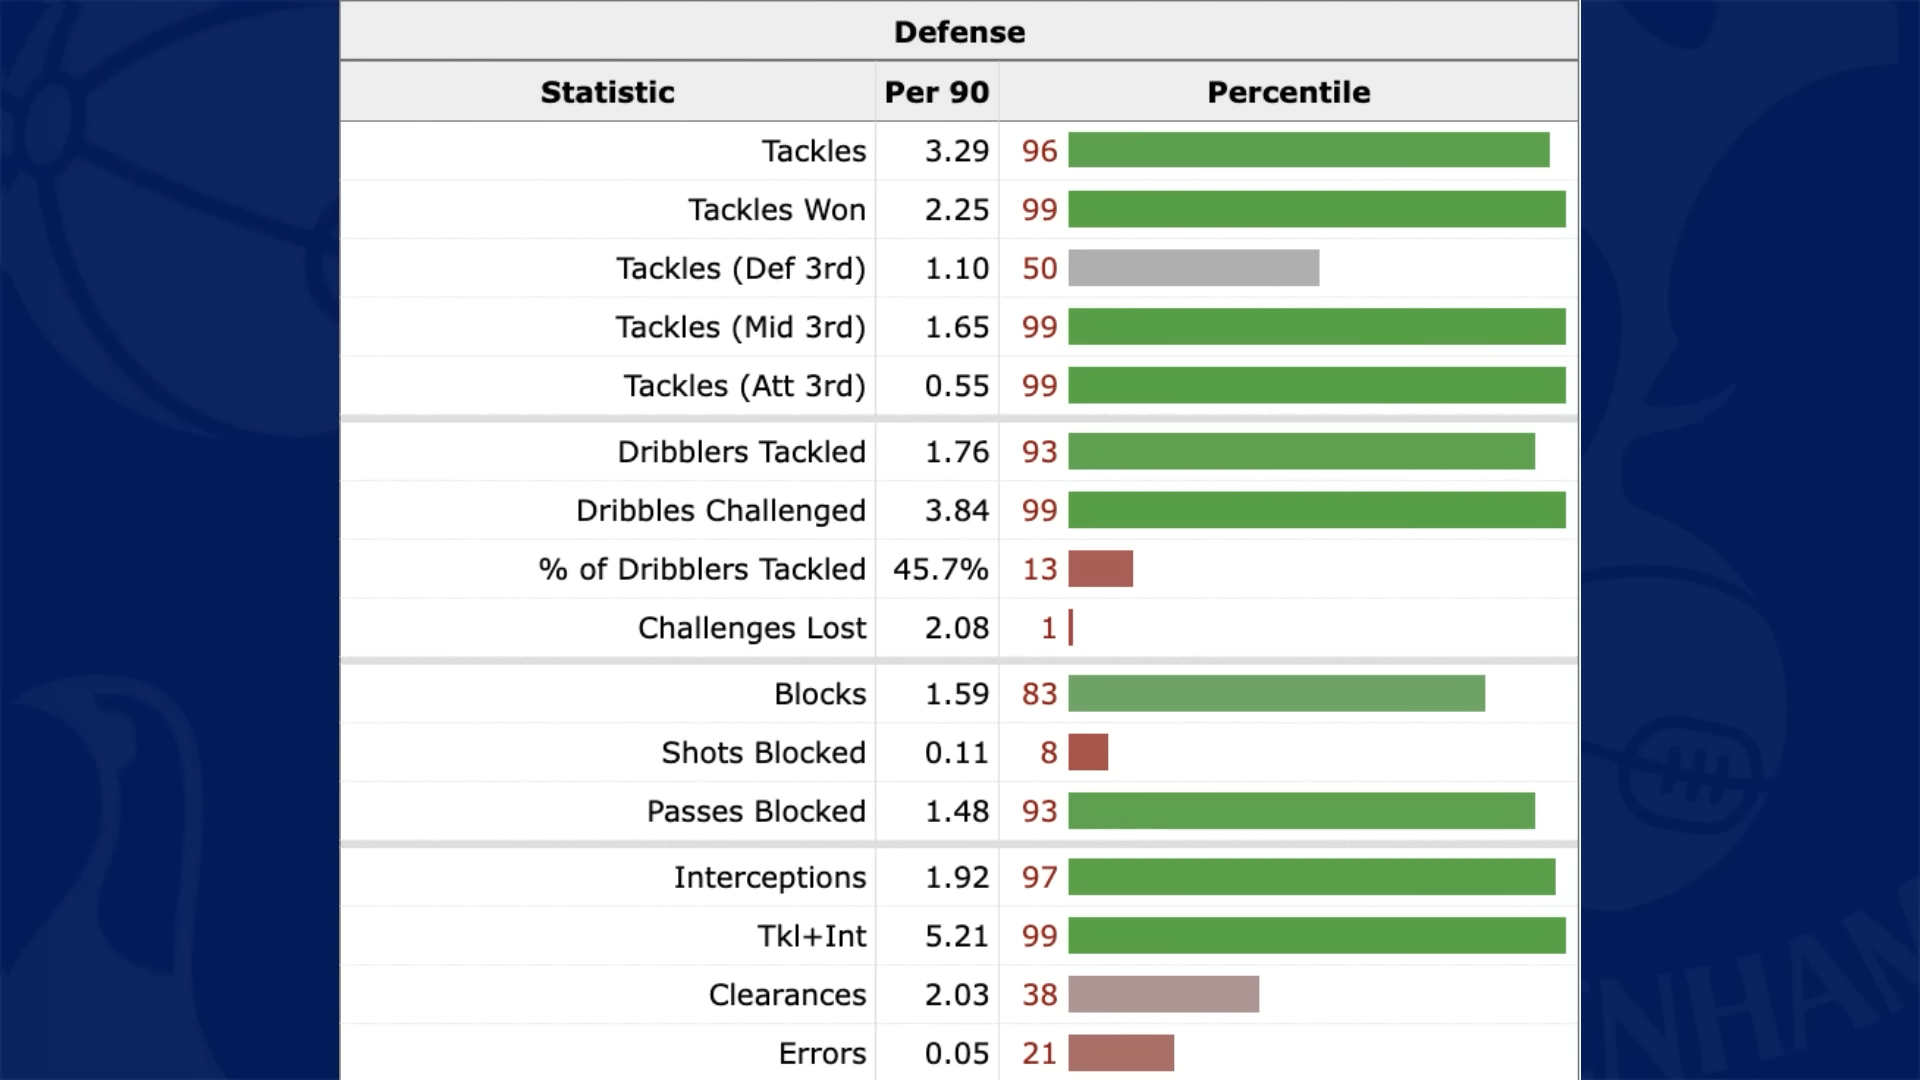 Defense
Statistic Per 90 Percentile
Tackles 3.29 96
Tackles Won 2.25 99
Tackles (Def 3rd) 1.10 50
Tackles (Mid 3rd) 1.65 99
Tackles (Att 3rd) 0.55 99
Dribblers Tackled 1.76 93
Dribbles Challenged 3.84 99
% of Dribblers Tackled 45.7% 13
Challenges Lost 2.08 1
Blocks 1.59 83
Shots Blocked 0.11 8
Passes Blocked 1.48 93
Interceptions 1.92 97
Tkl+Int 5.21 99
Clearances 2.03 38
Errors 0.05 21
ENHAM